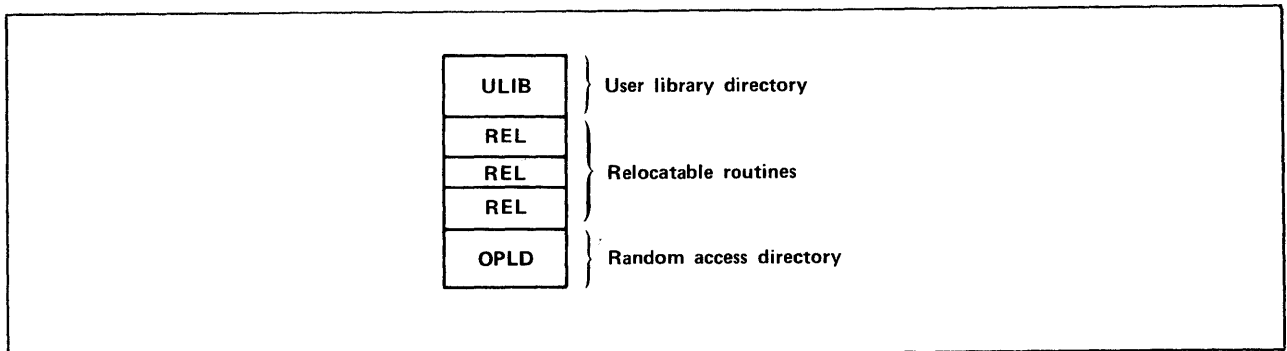 ULIB User library directory
REL
REL Relocatable routines
REL
OPLD Random access directory